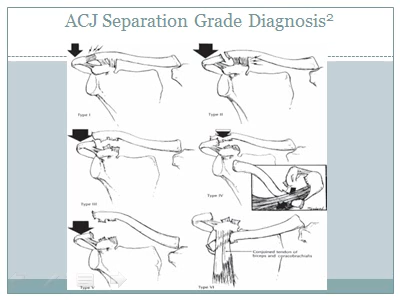 ACJ Separation Grade Diagnosis²
Type I
Type II
Type III
Type IV
Type V
Type VI
Conjoined tendon of
biceps and coracobrachialis